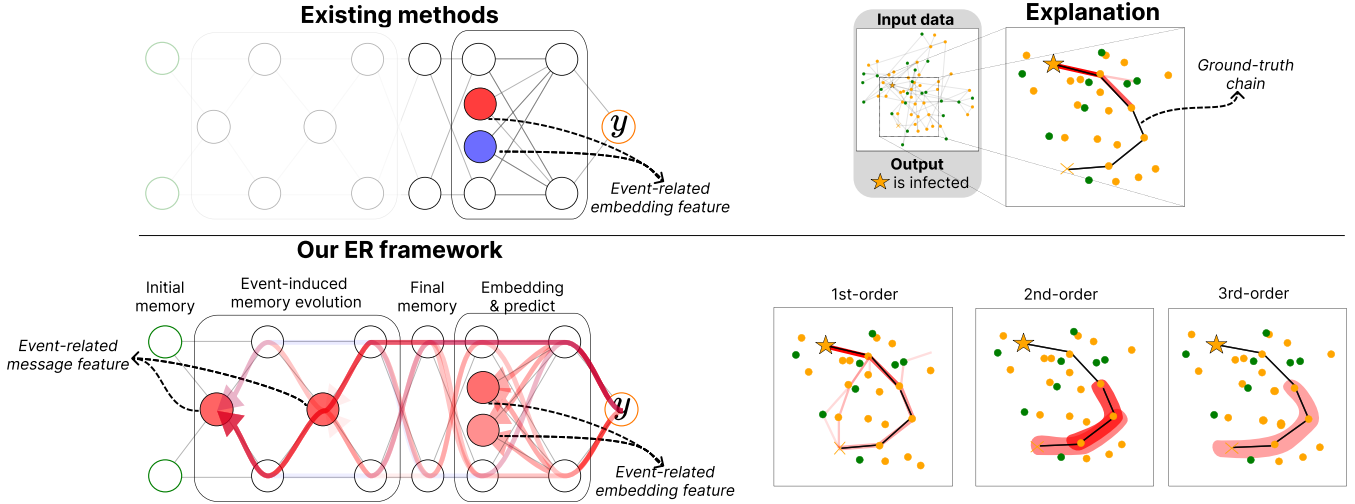 Existing methods
y
Event-related
embedding feature
Input data
Output
is infected
Explanation
Ground-truth
chain
Our ER framework
Initial
memory
Event-induced
memory evolution
Final
memory
Embedding
& predict
Event-related
message feature
y
Event-related
embedding feature
1st-order
2nd-order
3rd-order